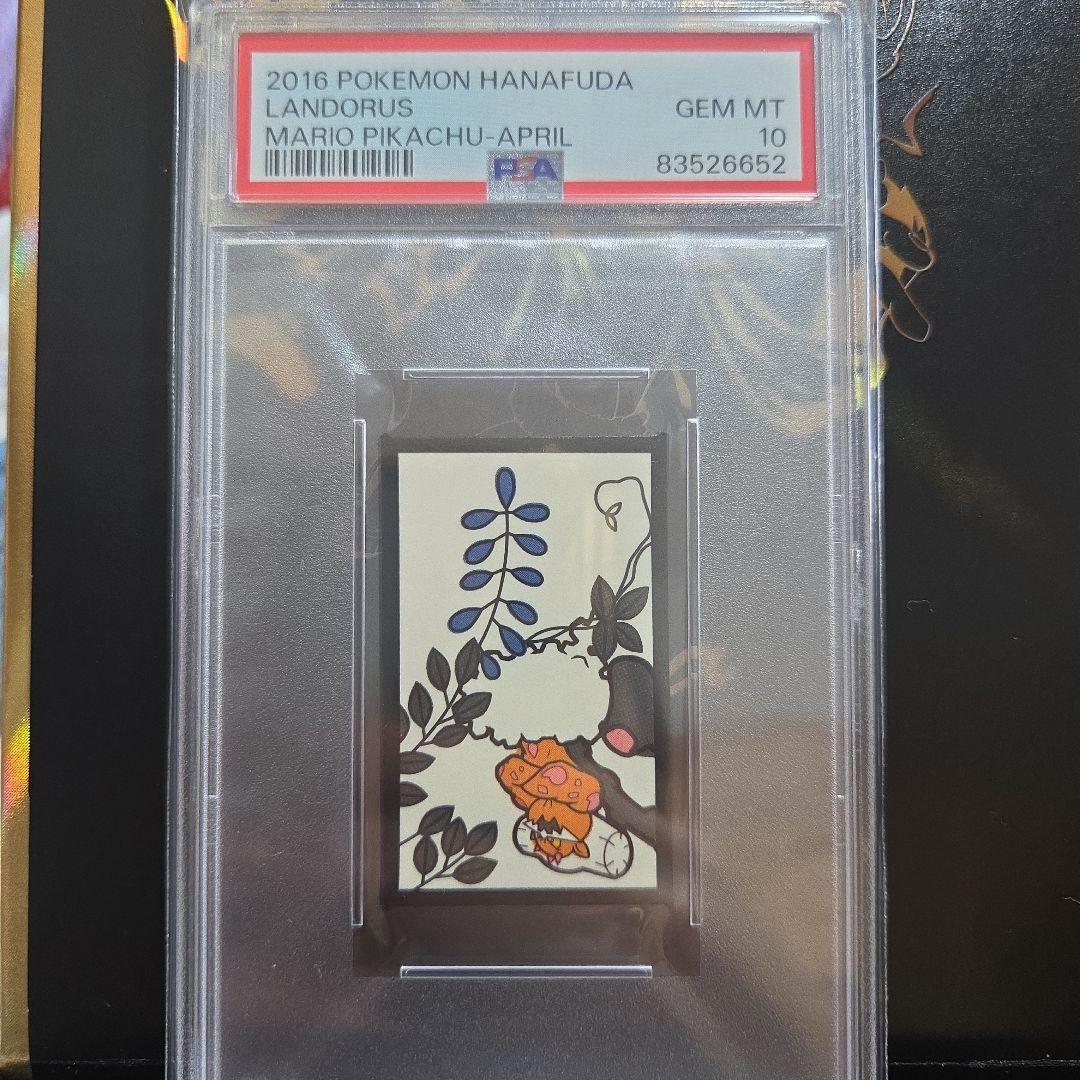 2016 POKEMON HANAFUDA
LANDORUS
GEM MT
MARIO PIKACHU-APRIL
10
PSA
83526652